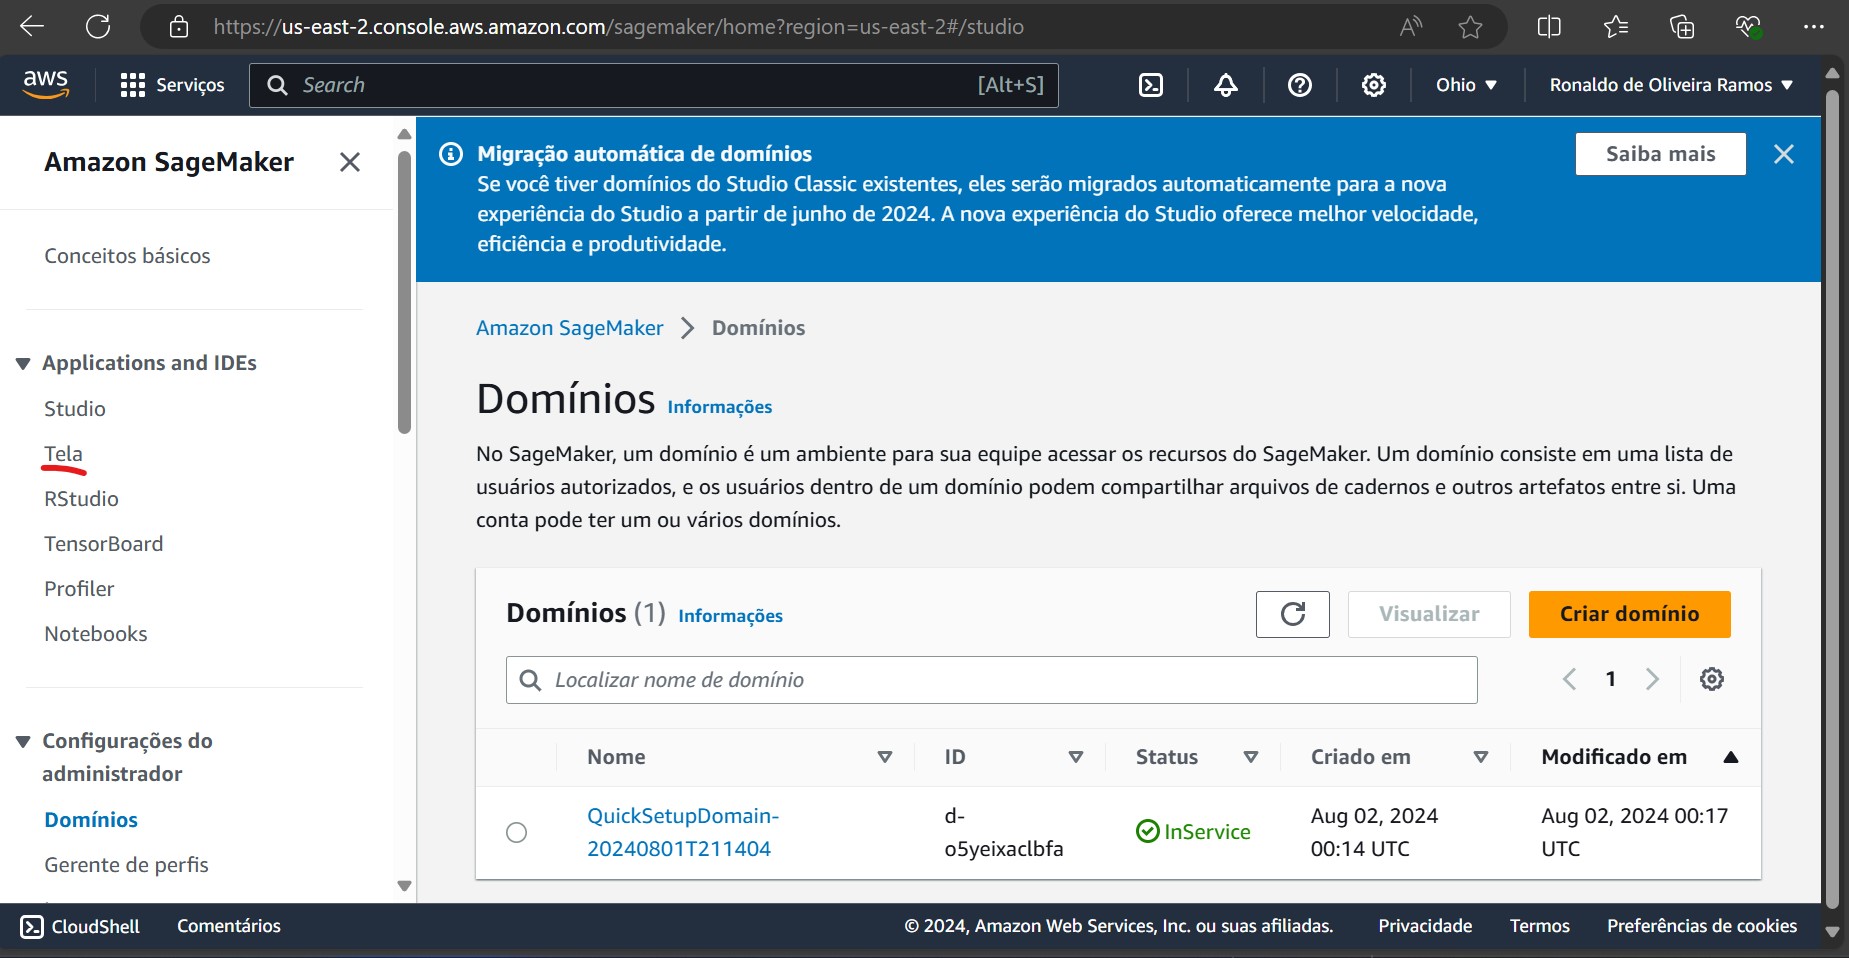 https://us-east-2.console.aws.amazon.com/sagemaker/home?region=us-east-2#/studio
aws
Serviços
Search
[Alt+S]
Ohio
Ronaldo de Oliveira Ramos
Amazon SageMaker
Conceitos básicos
Applications and IDEs
Studio
Tela
RStudio
TensorBoard
Profiler
Notebooks
Configurações do
administrador
Domínios
Gerente de perfis
Migração automática de domínios
Saiba mais
Se você tiver domínios do Studio Classic existentes, eles serão migrados automaticamente para a nova
experiência do Studio a partir de junho de 2024. A nova experiência do Studio oferece melhor velocidade,
eficiência e produtividade.
Amazon SageMaker > Domínios
Domínios Informações
No SageMaker, um domínio é um ambiente para sua equipe acessar os recursos do SageMaker. Um domínio consiste em uma lista de
usuários autorizados, e os usuários dentro de um domínio podem compartilhar arquivos de cadernos e outros artefatos entre si. Uma
conta pode ter um ou vários domínios.
Domínios (1) Informações
Visualizar
Criar domínio
Localizar nome de domínio
1
Nome
ID
Status
Criado em
Modificado em
QuickSetupDomain-
20240801T211404
d-
o5yeixaclbfa
InService
Aug 02, 2024
00:14 UTC
Aug 02, 2024 00:17
UTC
CloudShell
Comentários
© 2024, Amazon Web Services, Inc. ou suas afiliadas.
Privacidade
Termos
Preferências de cookies